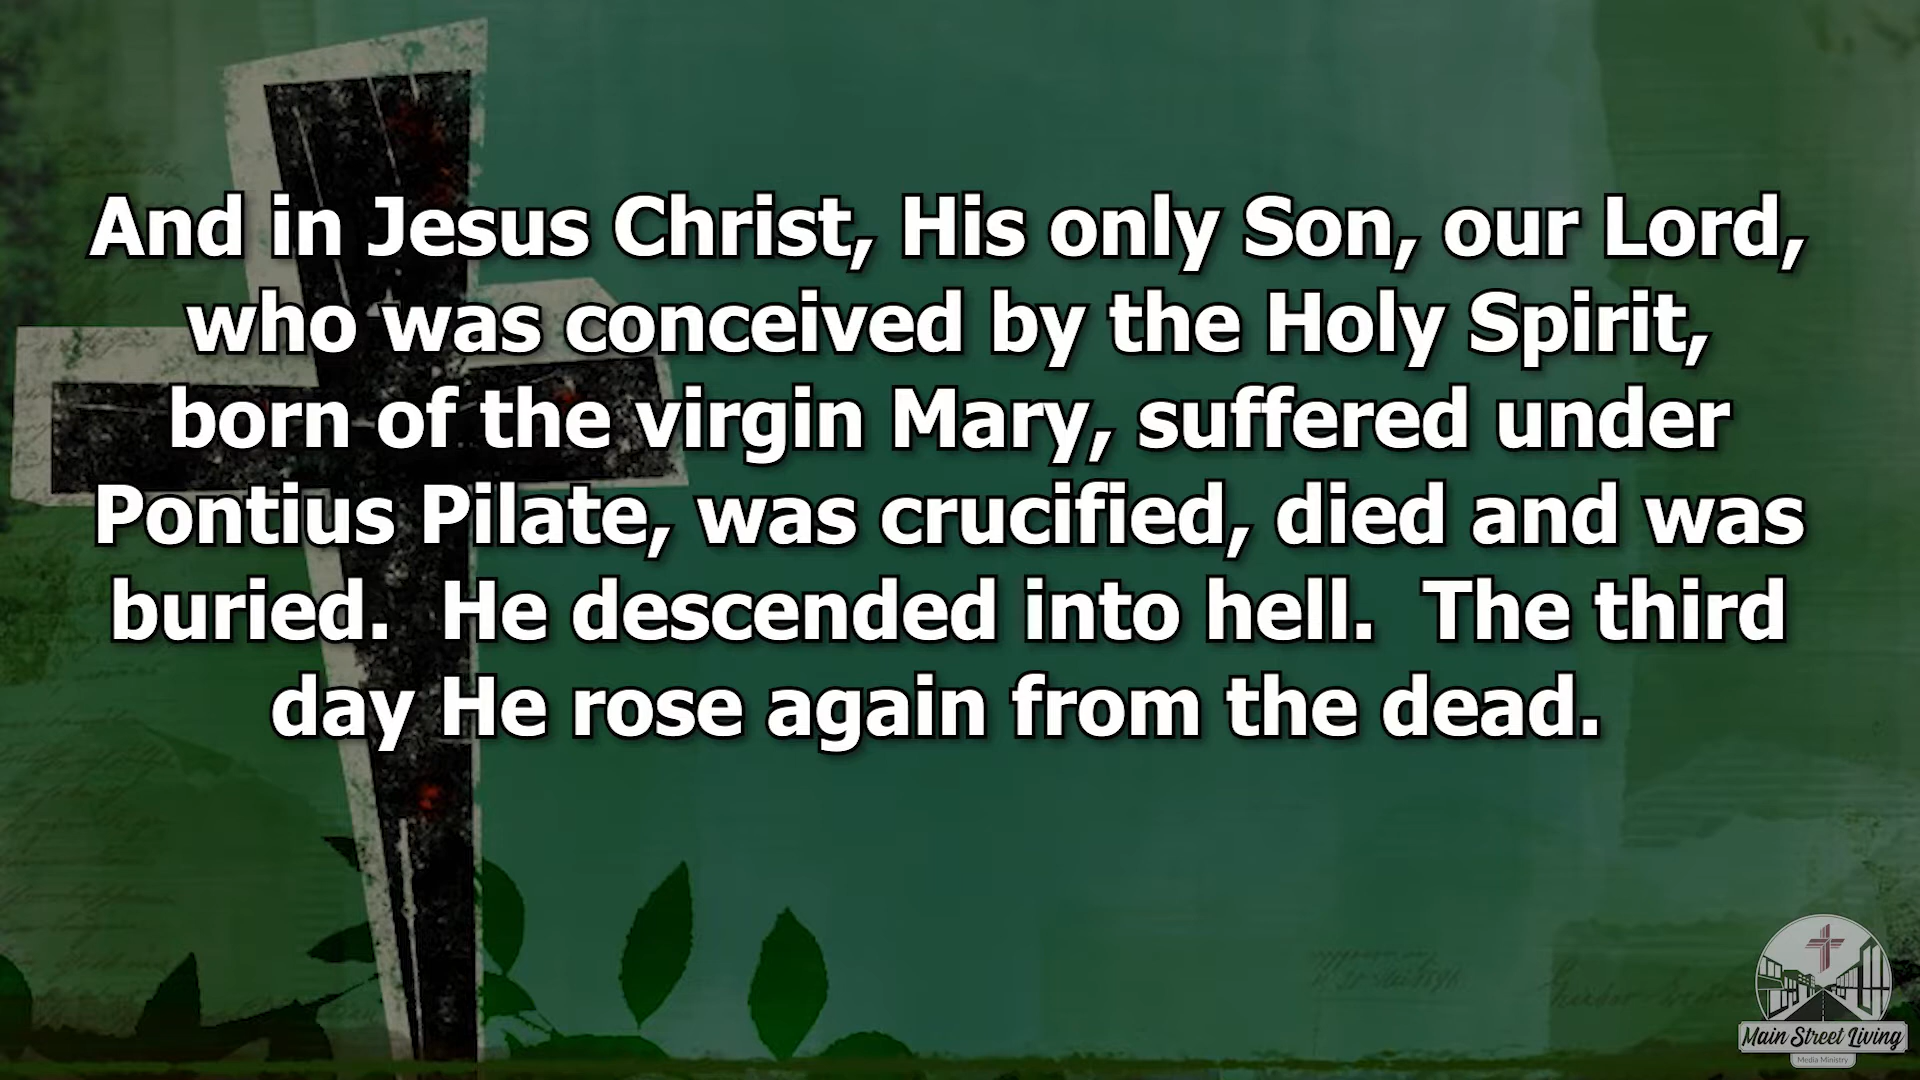 And in Jesus Christ, His only Son, our Lord,
who was conceived by the Holy Spirit,
born of the virgin Mary, suffered under
Pontius Pilate, was crucified, died and was
buried.  He descended into hell.  The third
day He rose again from the dead.
Main Street Living
Media Ministry